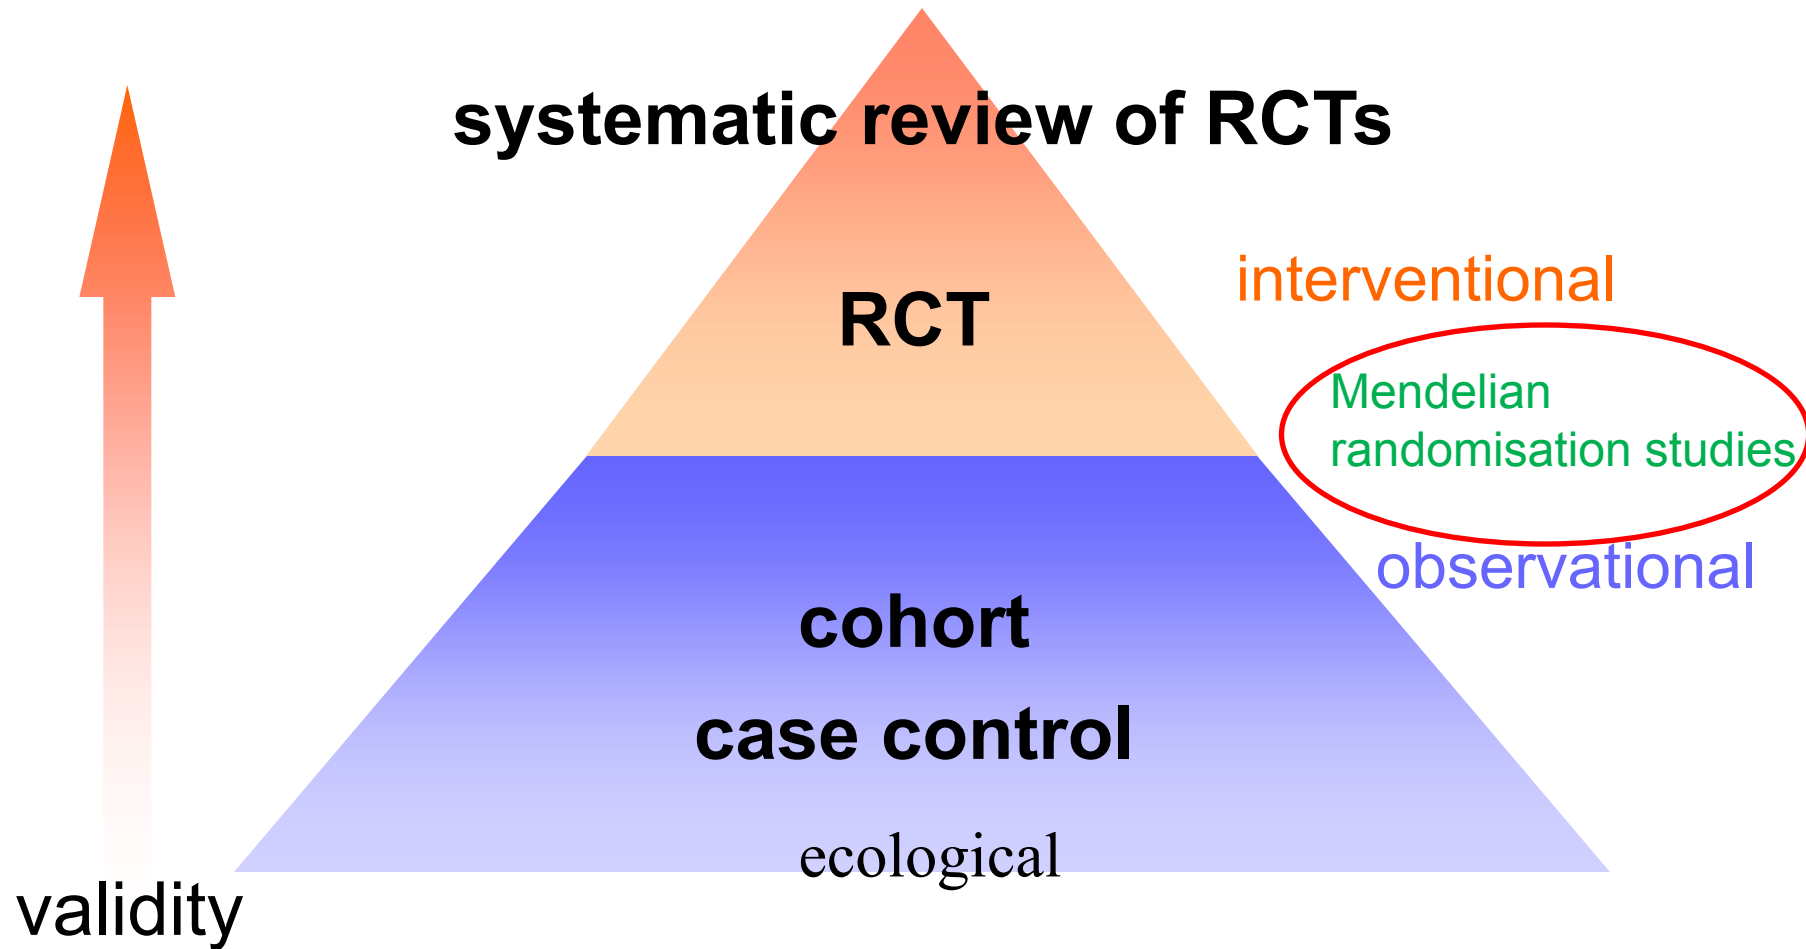 systematic review of RCTs
interventional
RCT
Mendelian
randomisation studies
observational
cohort
case control
ecological
validity